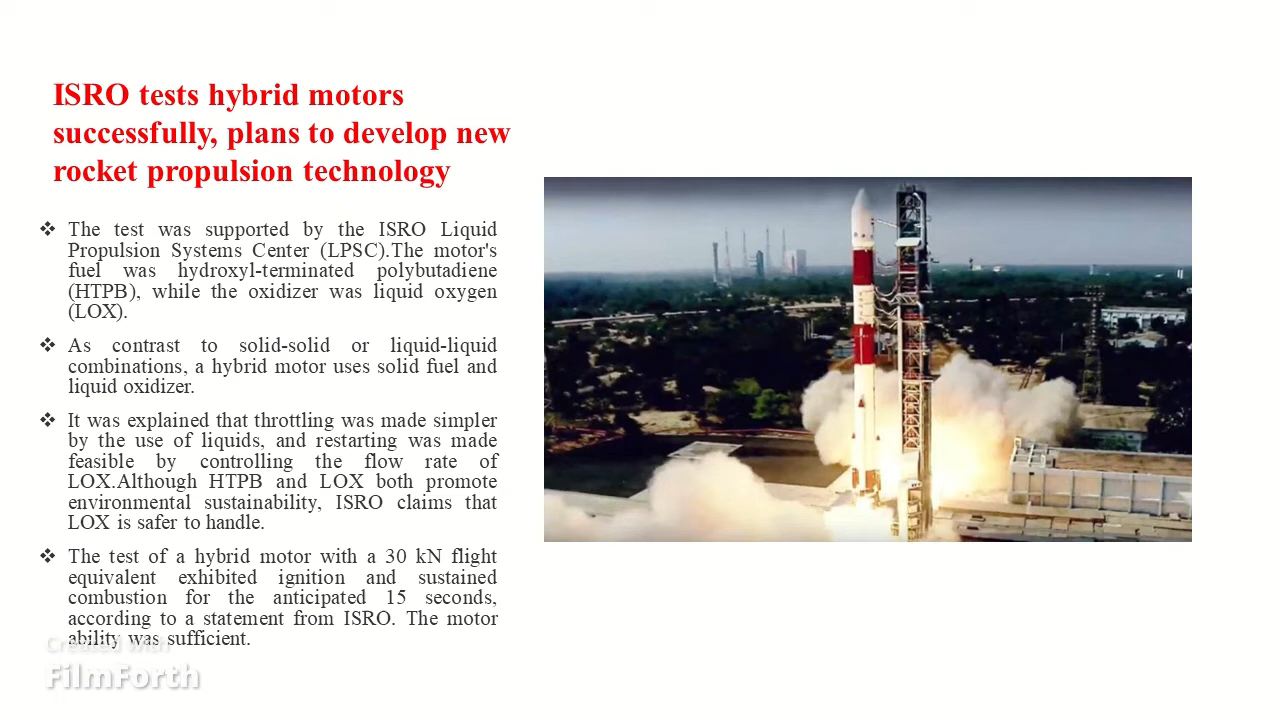 ISRO tests hybrid motors
successfully, plans to develop new
rocket propulsion technology
❖ The test was supported by the ISRO Liquid
Propulsion Systems Center (LPSC).The motor's
fuel was hydroxyl-terminated polybutadiene
(HTPB), while the oxidizer was liquid oxygen
(LOX).
❖ As contrast to solid-solid or liquid-liquid
combinations, a hybrid motor uses solid fuel and
liquid oxidizer.
❖ It was explained that throttling was made simpler
by the use of liquids, and restarting was made
feasible by controlling the flow rate of
LOX.Although HTPB and LOX both promote
environmental sustainability, ISRO claims that
LOX is safer to handle.
❖ The test of a hybrid motor with a 30 kN flight
equivalent exhibited ignition and sustained
combustion for the anticipated 15 seconds,
according to a statement from ISRO. The motor
ability was sufficient.
Created with
FilmForth